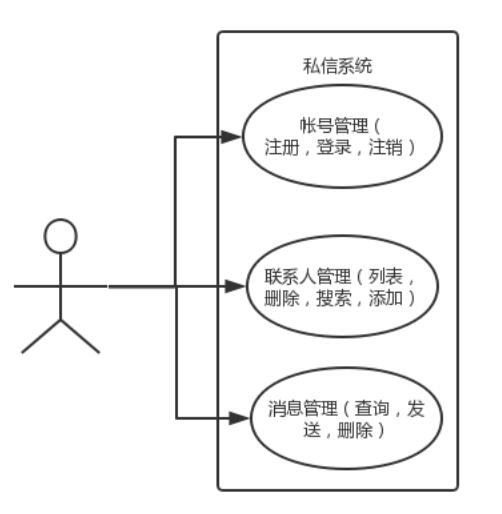 私信系统
帐号管理（
注册，登录，注销）
联系人管理（列表，
删除，搜索，添加）
消息管理（查询，发
送，删除）